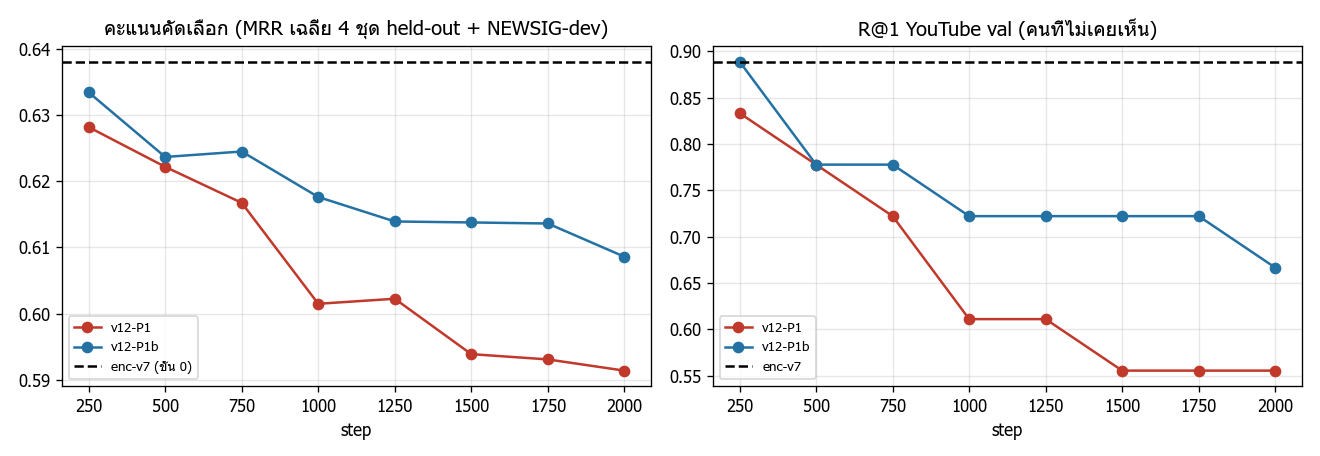 คะแนนคัดเลือก (MRR เฉลี่ย 4 ชุด held-out + NEWSIG-dev)
0.64
0.63
0.62
0.61
0.60
0.59
v12-P1
v12-P1b
enc-v7 (ขั้น 0)
250 500 750 1000 1250 1500 1750 2000
step
R@1 YouTube val (คนที่ไม่เคยเห็น)
0.90
0.85
0.80
0.75
0.70
0.65
0.60
0.55
v12-P1
v12-P1b
enc-v7
250 500 750 1000 1250 1500 1750 2000
step